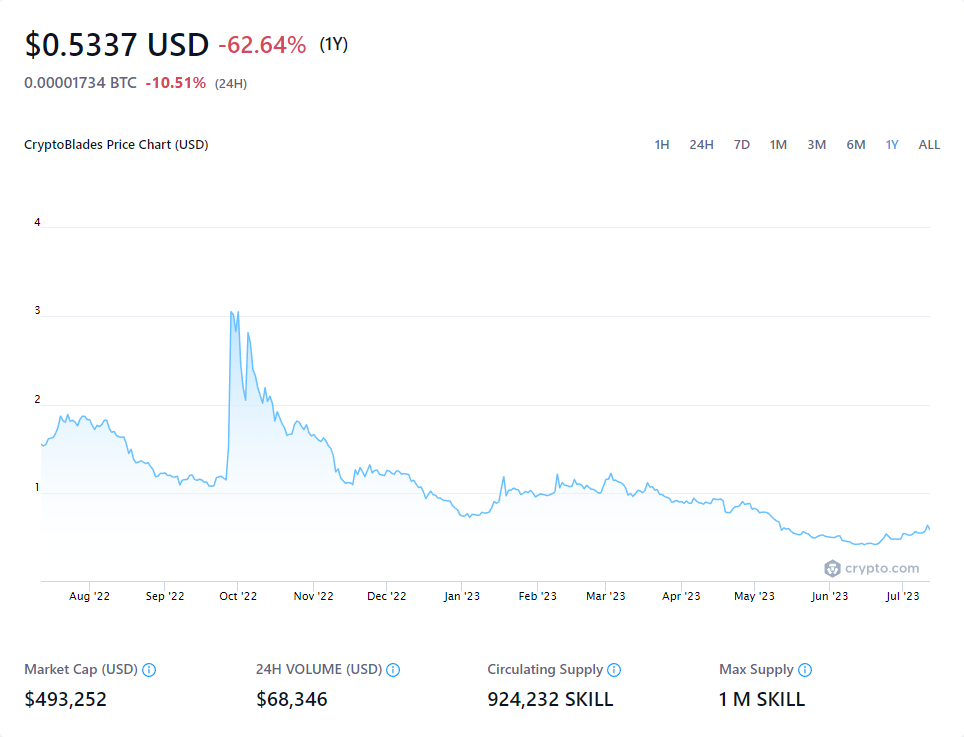 $0.5337 USD -62.64% (1Y)
0.00001734 BTC -10.51% (24H)
CryptoBlades Price Chart (USD) 1H 24H 7D 1M 3M 6M 1Y ALL
4
3
2
1
crypto.com
Aug '22 Sep '22 Oct '22 Nov '22 Dec '22 Jan '23 Feb '23 Mar '23 Apr '23 May '23 Jun '23 Jul '23
Market Cap (USD) 24H VOLUME (USD) Circulating Supply Max Supply
$493,252 $68,346 924,232 SKILL 1 M SKILL